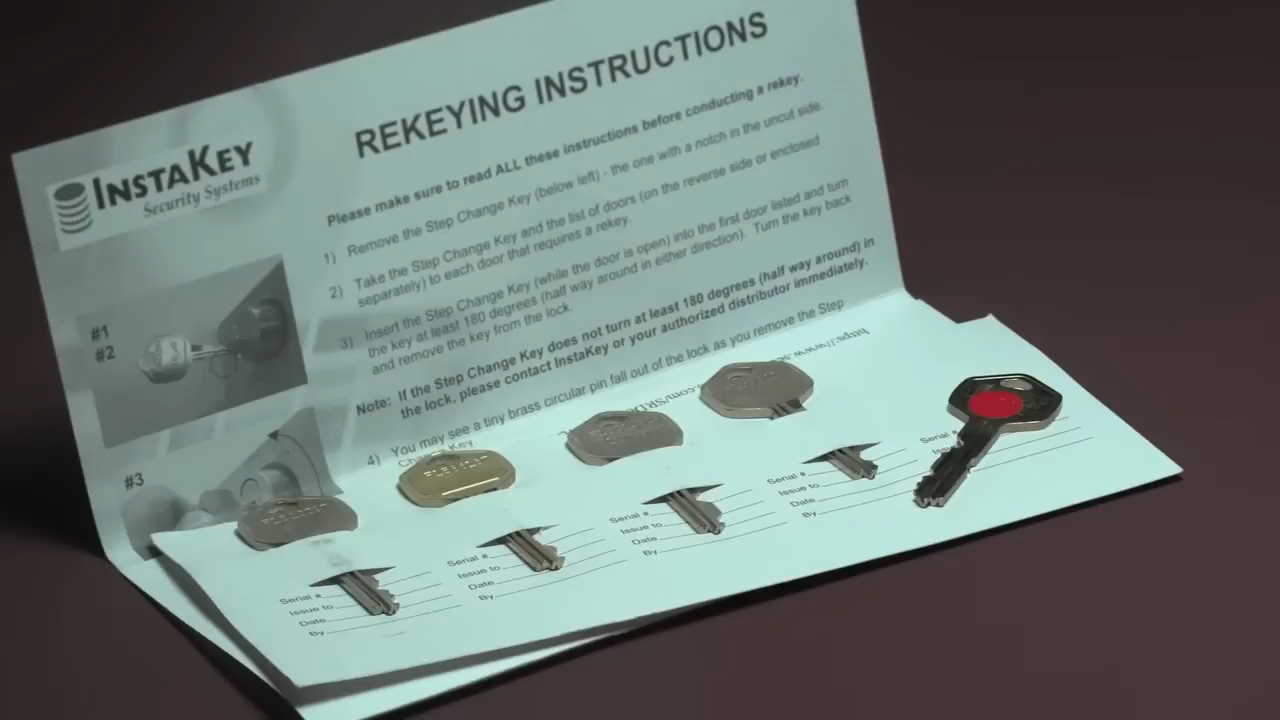 REKEYING INSTRUCTIONS
INSTAKEY
Security Systems
Please make sure to read ALL these instructions before conducting a rekey.
1) Remove the Step Change Key (below left) - the one with a notch in the uncut side.
2) Take the Step Change Key and the list of doors (on the reverse side or enclosed
separately) to each door that requires a rekey.
3) Insert the Step Change Key (while the door is open) into the first door listed and turn
the key at least 180 degrees (half way around in either direction). Turn the key back
and remove the key from the lock.
Note: If the Step Change Key does not turn at least 180 degrees (half way around) in
the lock, please contact InstaKey or your authorized distributor immediately.
4) You may see a tiny brass circular pin fall out of the lock as you remove the Step
Key.
#1
#2
#3
https://www.
.com/SRD
Serial #
Issue to
Date
By
Serial #
Issue to
Date
By
Serial #
Issue to
Date
By
Serial #
Issue to
Date
By
Serial #